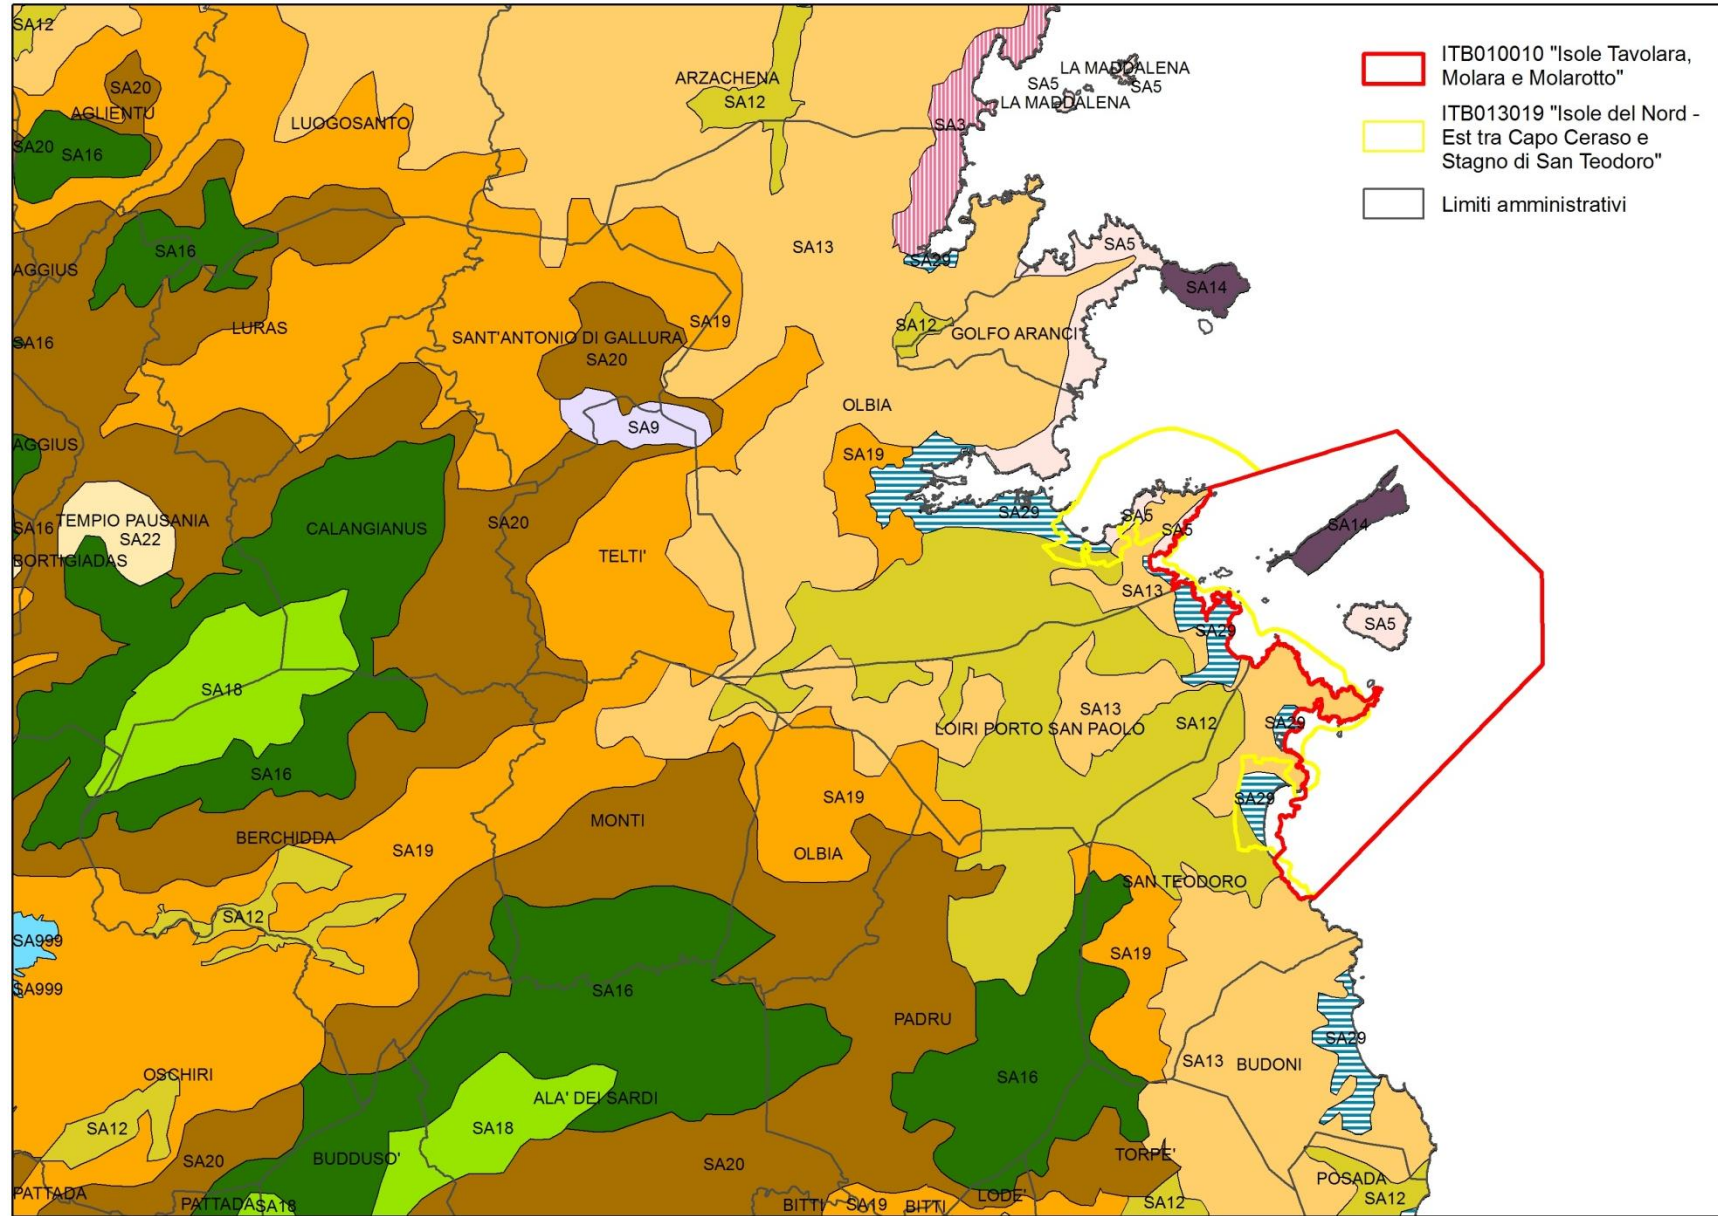 SA12
ARZACHENA
SA12
LA MADDALENA
SA5
SA5
LA MADDALENA
ITB010010 "Isole Tavolara,
Molara e Molarotto"
ITB013019 "Isole del Nord -
Est tra Capo Ceraso e
Stagno di San Teodoro"
Limiti amministrativi
SA20
AGLIENTU
LUOGOSANTO
SA3
SA20
SA16
SA16
SA13
SA29
SA5
SA14
AGGIUS
LURAS
SANT'ANTONIO DI GALLURA
SA20
SA19
SA12
GOLFO ARANCI
SA16
OLBIA
SA9
AGGIUS
SA19
TEMPIO PAUSANIA
SA22
SA16
BORTIGIADAS
CALANGIANUS
SA20
TELTI'
SA29
SA5
SA5
SA14
SA13
SA29
SA5
SA18
SA13
LOIRI PORTO SAN PAOLO
SA12
SA29
SA16
SA19
SA29
MONTI
BERCHIDDA
SA19
OLBIA
SAN TEODORO
SA12
SA999
SA999
SA16
SA19
PADRU
OSCHIRI
SA16
SA13
BUDONI
SA29
SA12
ALA' DEI SARDI
SA18
SA20
BUDDUSO'
SA20
TORPE'
POSADA
SA12
PATTADA
PATTADA
SA18
BITTI
SA19
BITTI
LODE'
SA12